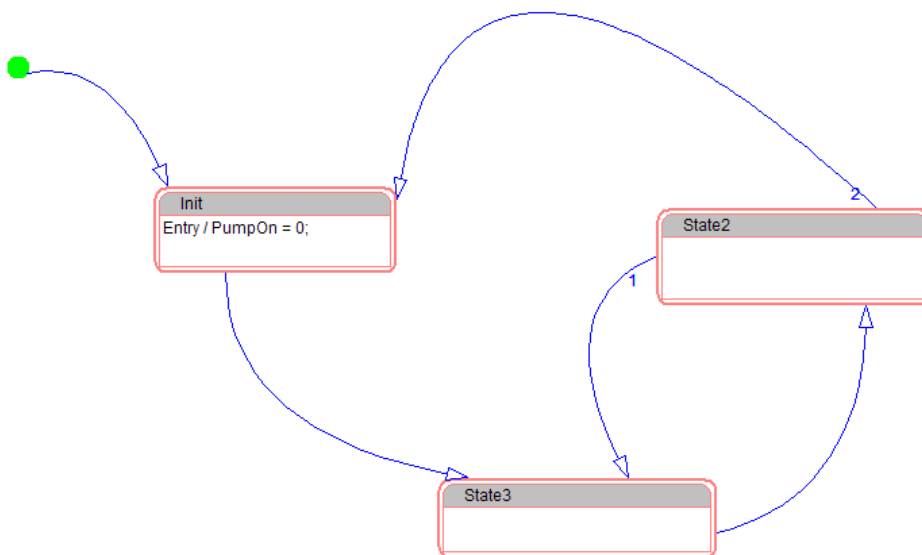 Init
Entry / PumpOn = 0;
2
State2
1
State3